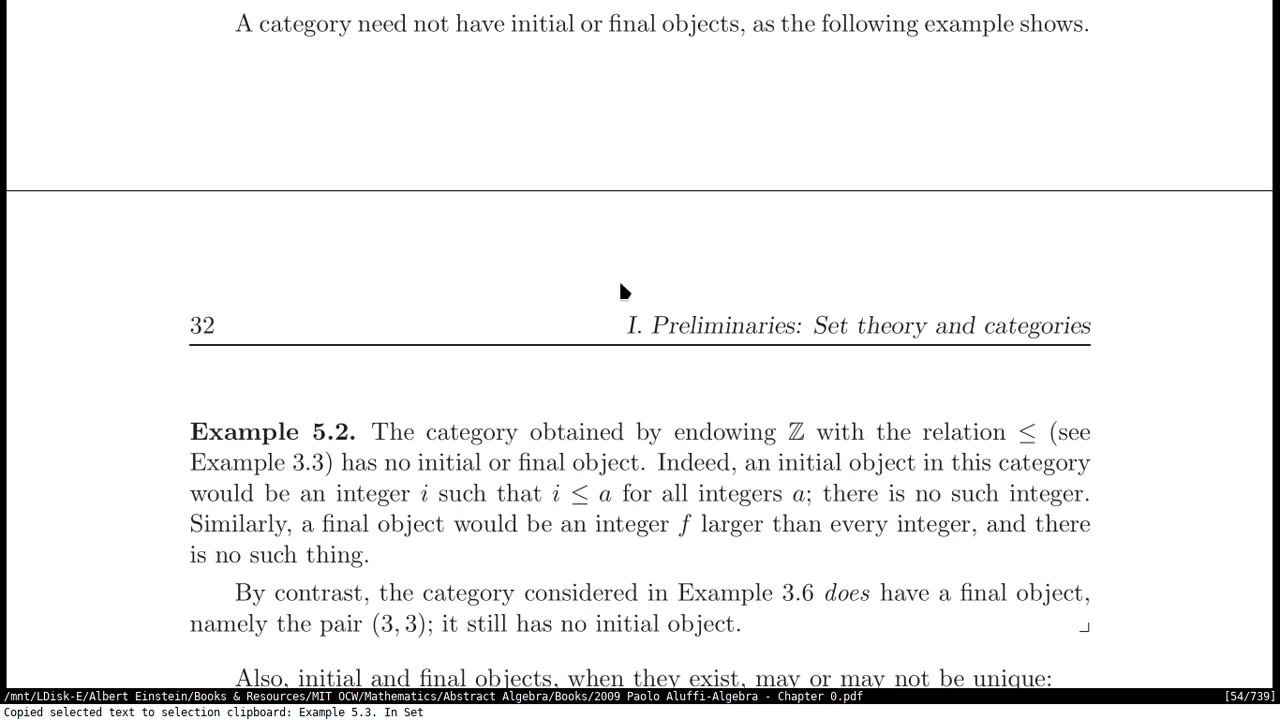 A category need not have initial or final objects, as the following example shows.
32 I. Preliminaries: Set theory and categories
Example 5.2. The category obtained by endowing ℤ with the relation ≤ (see
Example 3.3) has no initial or final object. Indeed, an initial object in this category
would be an integer i such that i ≤ a for all integers a; there is no such integer.
Similarly, a final object would be an integer f larger than every integer, and there
is no such thing.
By contrast, the category considered in Example 3.6 does have a final object,
namely the pair (3, 3); it still has no initial object. ┘
Also, initial and final objects, when they exist, may or may not be unique:
/mnt/LDisk-E/Albert Einstein/Books & Resources/MIT OCW/Mathematics/Abstract Algebra/Books/2009 Paolo Aluffi-Algebra - Chapter 0.pdf [54/739]
Copied selected text to selection clipboard: Example 5.3. In Set